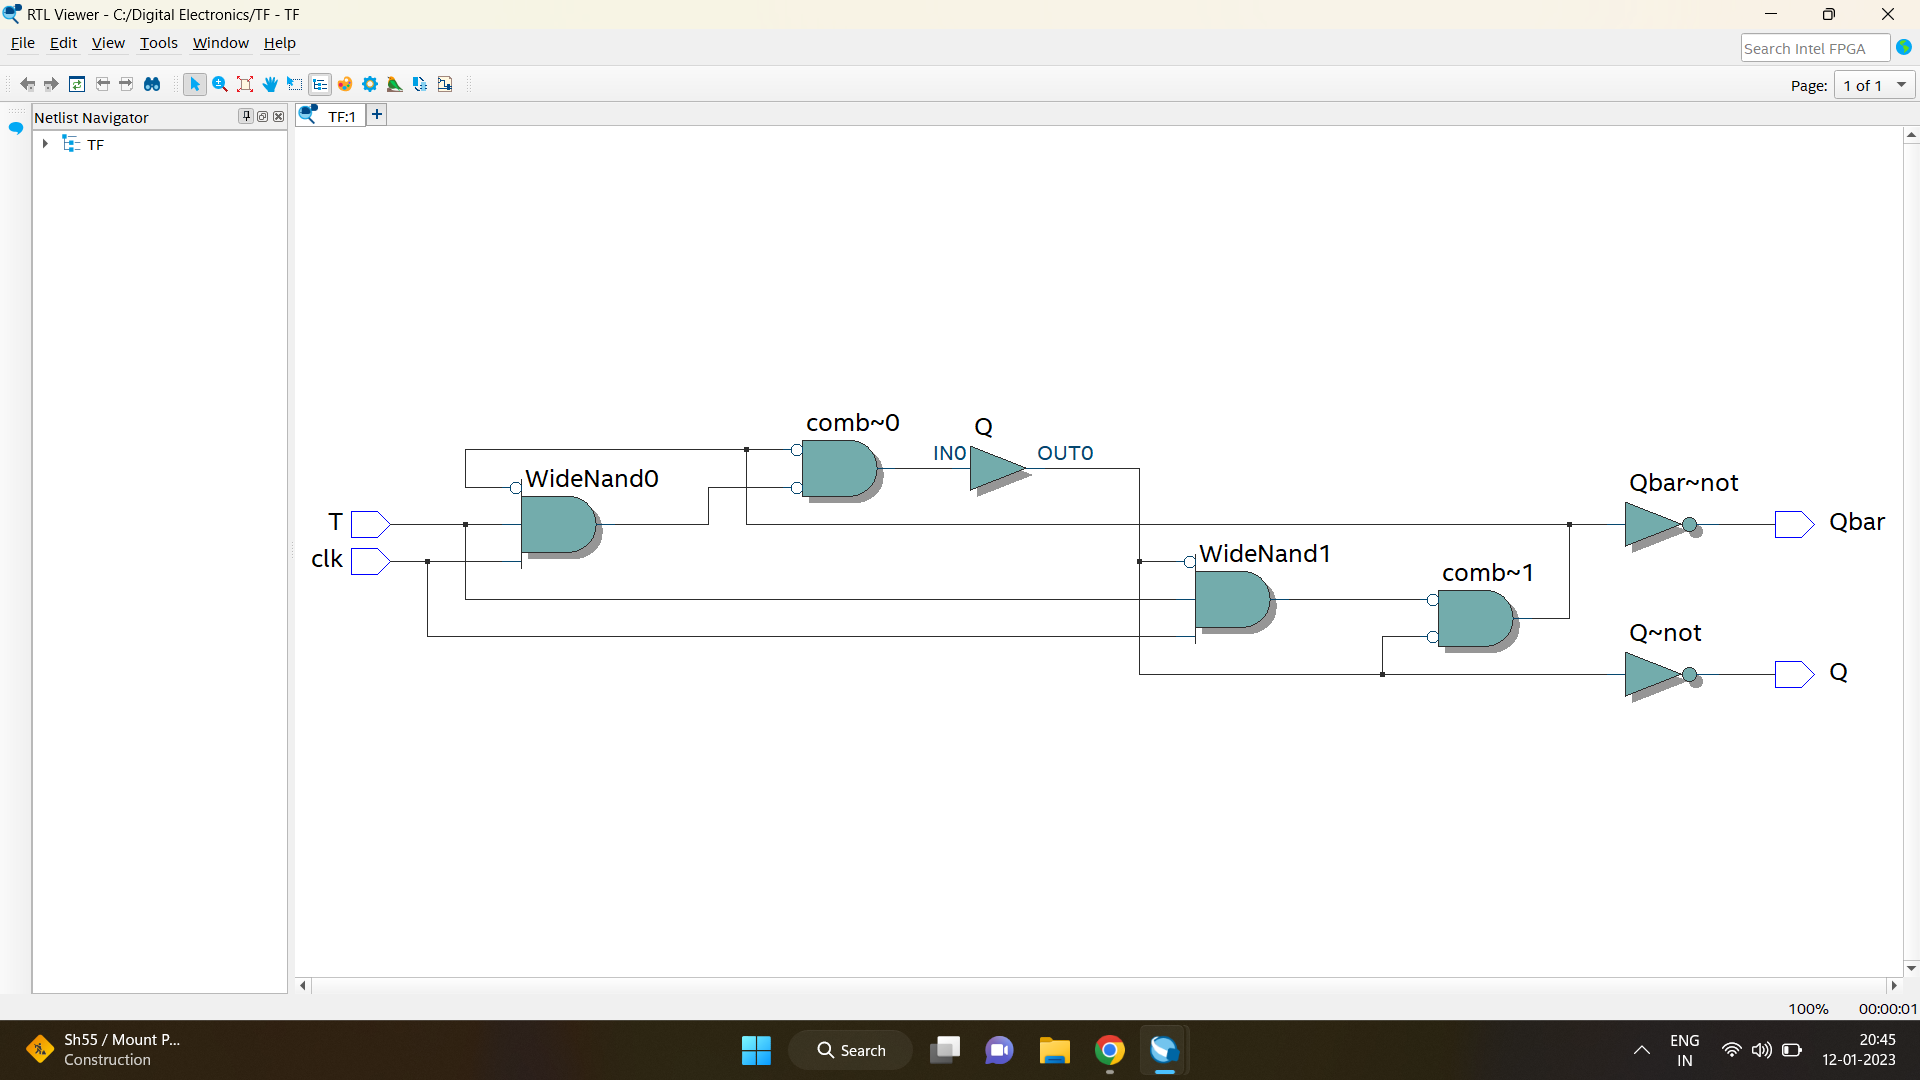 RTL Viewer - C:/Digital Electronics/TF - TF
File Edit View Tools Window Help
Search Intel FPGA
Page: 1 of 1
Netlist Navigator
TF:1
+
TF
comb~0
Q
IN0
OUT0
WideNand0
Qbar~not
T
Qbar
clk
WideNand1
comb~1
Q~not
Q
100% 00:00:01
Sh55 / Mount P...
Construction
Search
ENG
IN
20:45
12-01-2023